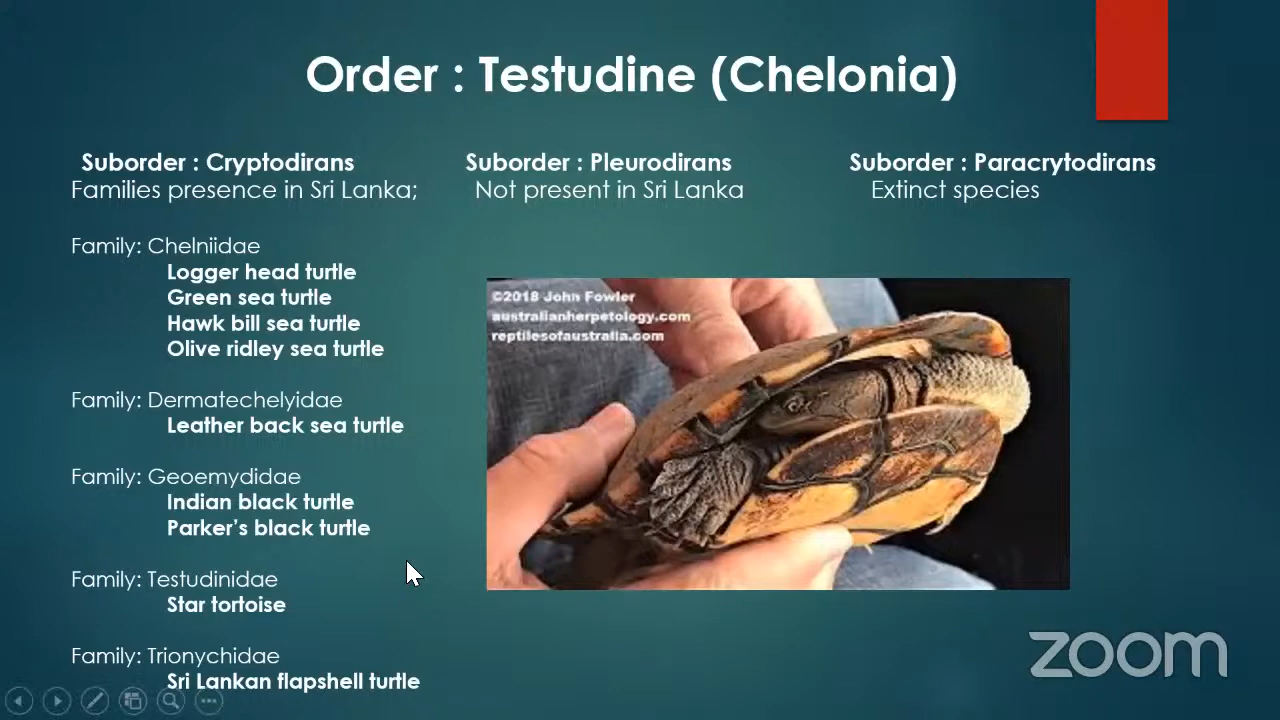 Order : Testudine (Chelonia)
Suborder : Cryptodirans
Families presence in Sri Lanka;
Suborder : Pleurodirans
Not present in Sri Lanka
Suborder : Paracrytodirans
Extinct species
Family: Chelniidae
Logger head turtle
Green sea turtle
Hawk bill sea turtle
Olive ridley sea turtle
Family: Dermatechelyidae
Leather back sea turtle
Family: Geoemydidae
Indian black turtle
Parker’s black turtle
Family: Testudinidae
Star tortoise
Family: Trionychidae
Sri Lankan flapshell turtle
©2018 John Fowler
australianherpetology.com
reptilesofaustralia.com
zoom